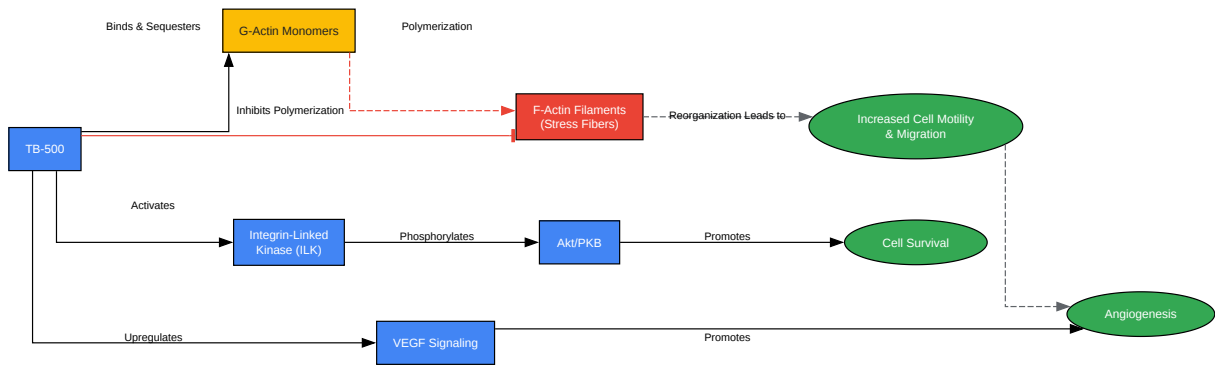 Binds & Sequesters
G-Actin Monomers
Polymerization
Inhibits Polymerization
F-Actin Filaments
(Stress Fibers)
Reorganization Leads to
Increased Cell Motility
& Migration
TB-500
Activates
Integrin-Linked
Kinase (ILK)
Phosphorylates
Akt/PKB
Promotes
Cell Survival
Upregulates
VEGF Signaling
Promotes
Angiogenesis